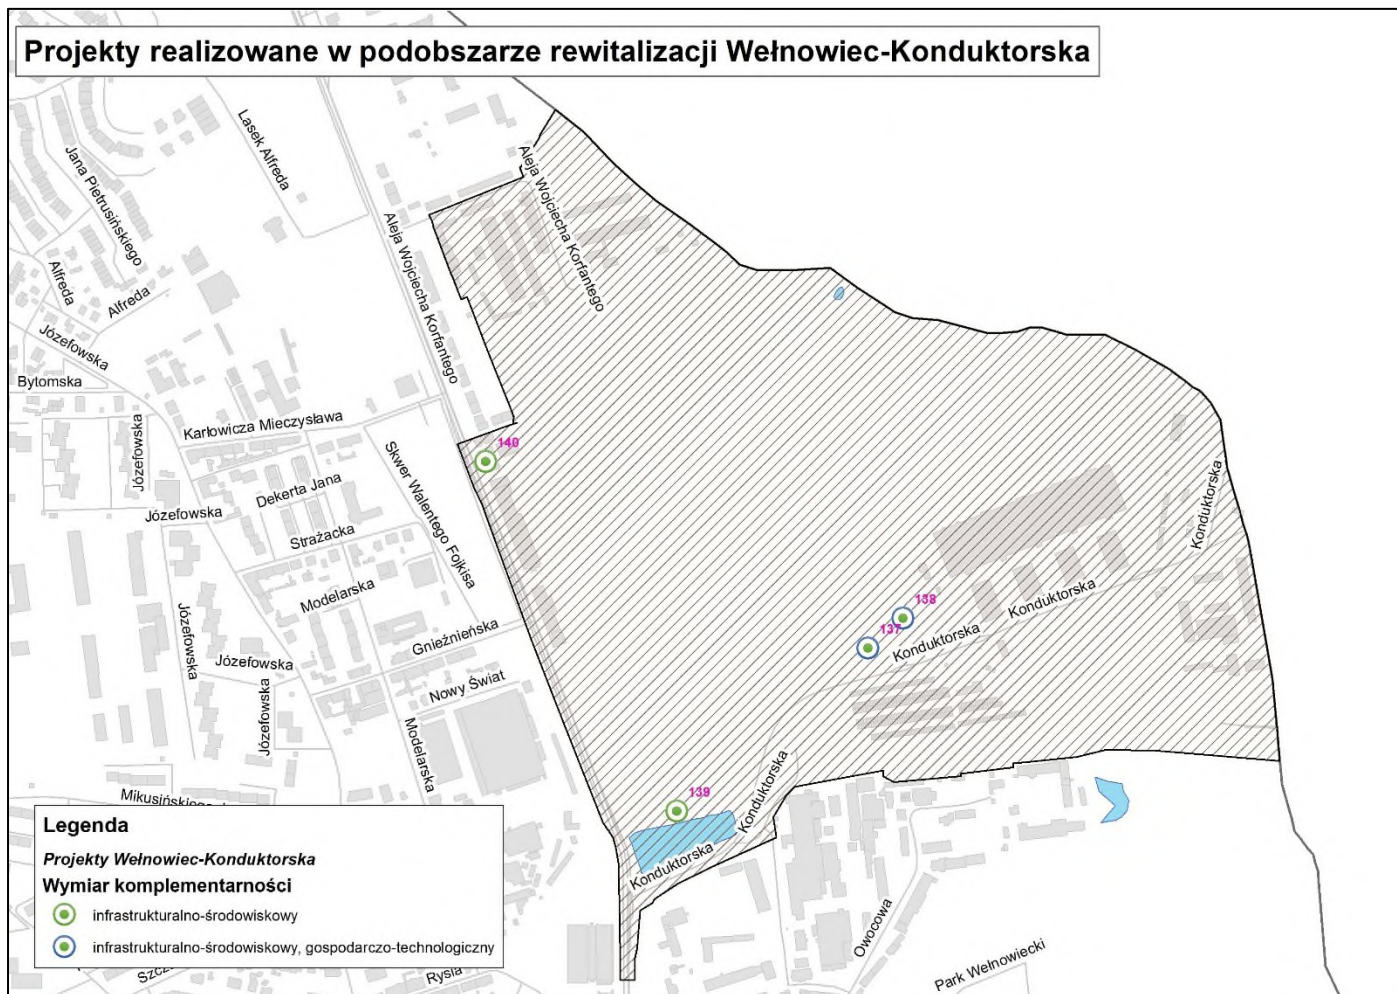 Projekty realizowane w podobszarze rewitalizacji Wełnowiec-Konduktorska
Lasek Alfreda
Jana Pietrusińskiego
Aleja Wojciecha Korfantego
Aleja Wojciecha Korfantego
Alfreda
Alfreda
Józefowska
Bytomska
Karłowicza Mieczysława
Józefowska
140
Skwer Walentego Fojkisa
Dekerta Jana
Józefowska
Strażacka
Konduktorska
Modelarska
138
Konduktorska
137
Józefowska
Gnieźnieńska
Konduktorska
Józefowska
Nowy Świat
Józefowska
Modelarska
Konduktorska
139
Konduktorska
Owocowa
Park Wełnowiecki
Rysia
Legenda
Projekty Wełnowiec-Konduktorska
Wymiar komplementarności
infrastrukturalno-środowiskowy
infrastrukturalno-środowiskowy, gospodarczo-technologiczny